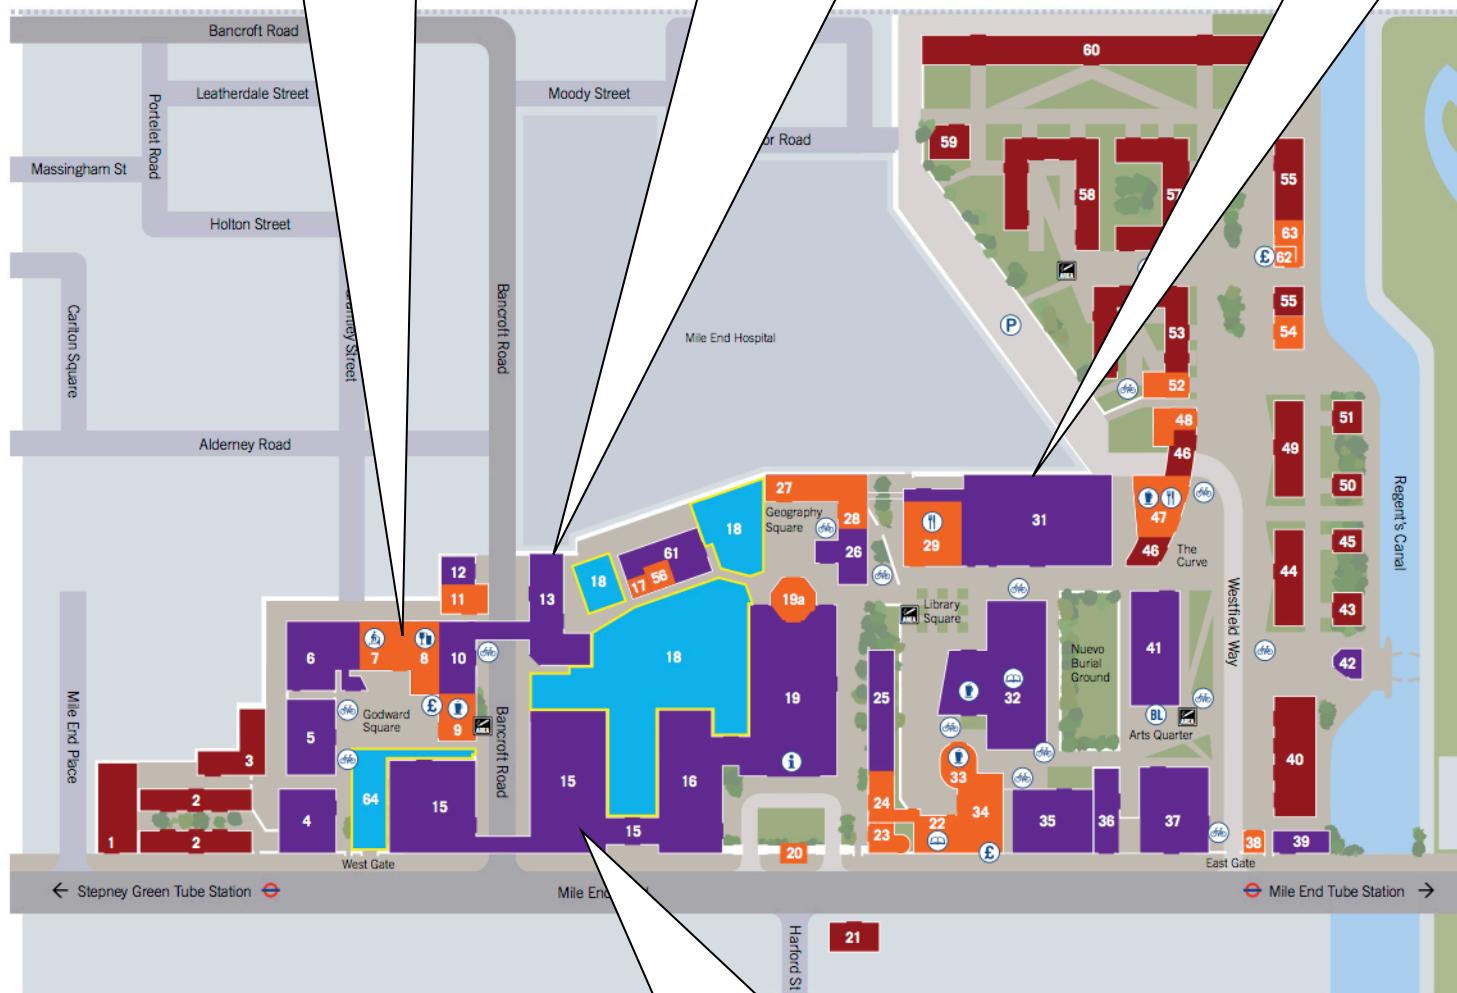 Bancroft Road
60
Leatherdale Street
Moody Street
Portelet Road
or Road
59
Massingham St
58
57
55
Holton Street
63
£
62
Carlton Square
Bancroft Road
P
Mile End Hospital
55
53
54
52
51
48
49
46
Alderney Road
50
Regent's Canal
27
Geography
Square
28
18
31
47
29
61
26
46
45
The
Curve
12
18
17
56
44
11
13
19a
43
Library
Square
Westfield Way
6
7
8
10
18
Nuevo
Burial
Ground
41
42
32
19
25
£
9
Godward
Square
BL
Arts Quarter
Mile End Place
5
Bancroft Road
3
40
15
16
i
33
2
64
15
24
34
4
35
36
37
1
2
15
23
22
20
£
38
39
West Gate
East Gate
← Stepney Green Tube Station
Mile En
Mile End Tube Station →
21
Harford St